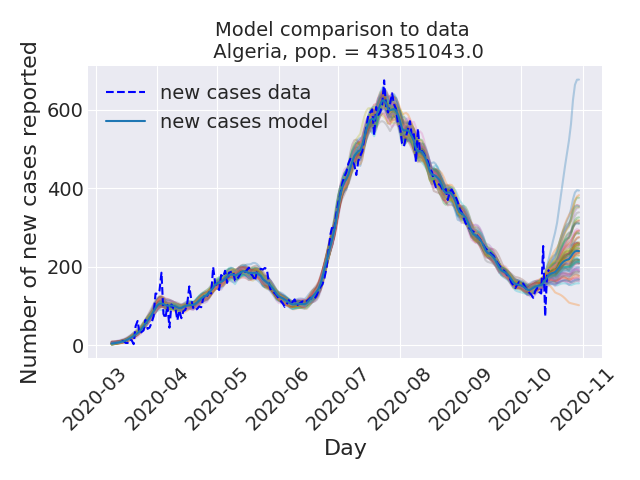 Model comparison to data
Algeria, pop. = 43851043.0
new cases data
new cases model
Number of new cases reported
600
400
200
0
2020-03
2020-04
2020-05
2020-06
2020-07
2020-08
2020-09
2020-10
2020-11
Day